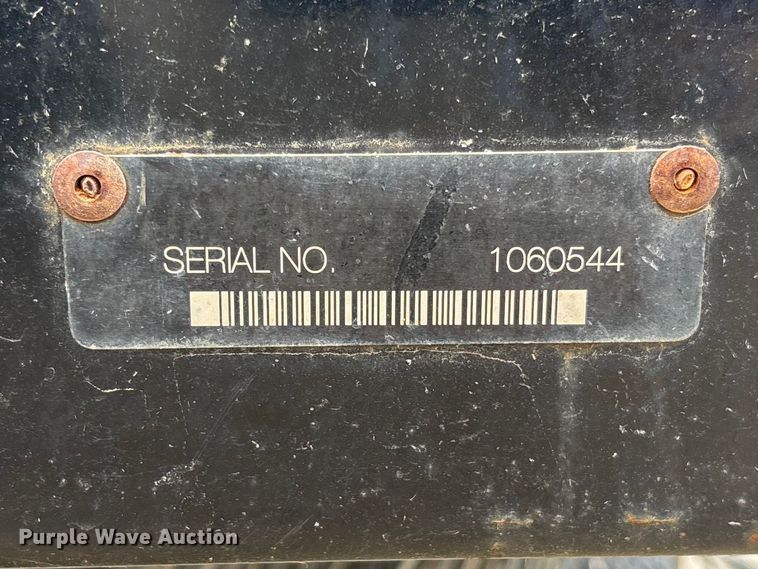 SERIAL NO. 1060544
Purple Wave Auction